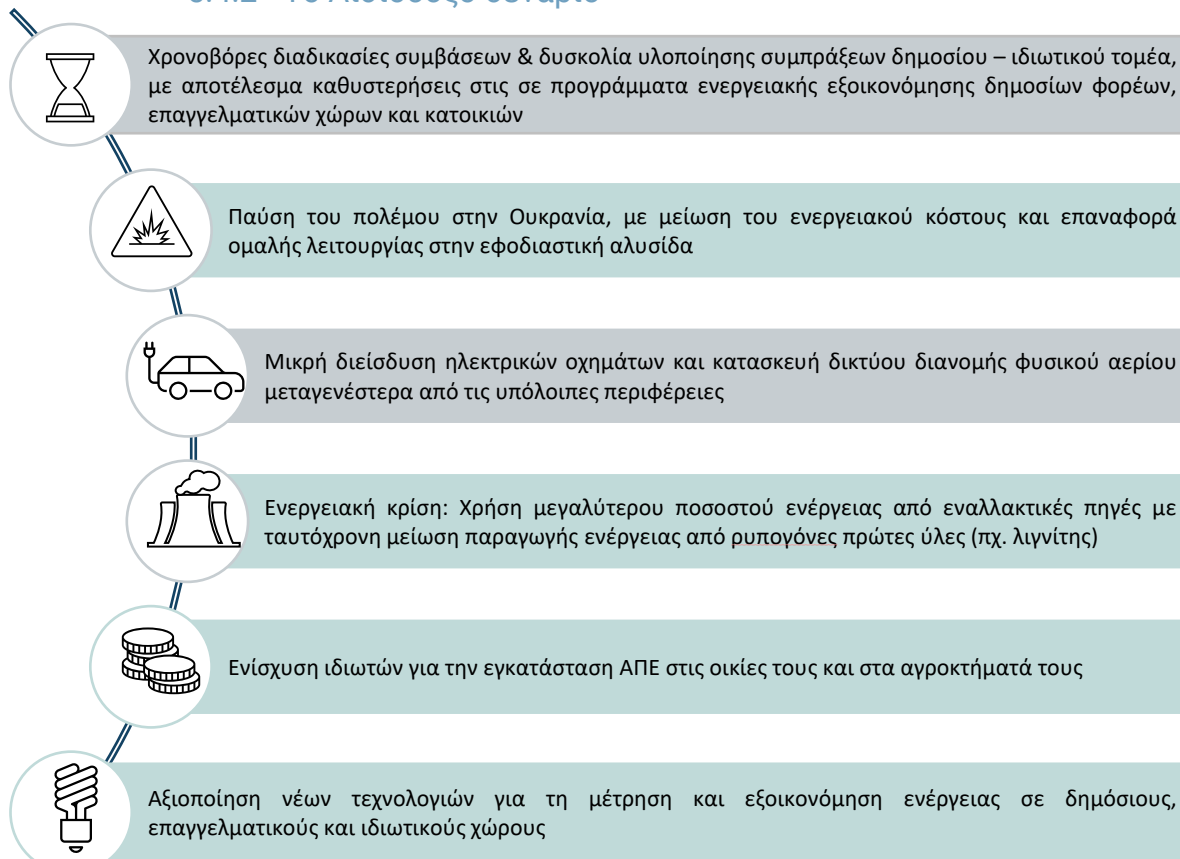 Χρονοβόρες διαδικασίες συμβάσεων & δυσκολία υλοποίησης συμπράξεων δημοσίου – ιδιωτικού τομέα,
με αποτέλεσμα καθυστερήσεις στις σε προγράμματα ενεργειακής εξοικονόμησης δημοσίων φορέων,
επαγγελματικών χώρων και κατοικιών
Παύση του πολέμου στην Ουκρανία, με μείωση του ενεργειακού κόστους και επαναφορά
ομαλής λειτουργίας στην εφοδιαστική αλυσίδα
Μικρή διείσδυση ηλεκτρικών οχημάτων και κατασκευή δικτύου διανομής φυσικού αερίου
μεταγενέστερα από τις υπόλοιπες περιφέρειες
Ενεργειακή κρίση: Χρήση μεγαλύτερου ποσοστού ενέργειας από εναλλακτικές πηγές με
ταυτόχρονη μείωση παραγωγής ενέργειας από ρυπογόνες πρώτες ύλες (πχ. λιγνίτης)
Ενίσχυση ιδιωτών για την εγκατάσταση ΑΠΕ στις οικίες τους και στα αγροκτήματά τους
Αξιοποίηση νέων τεχνολογιών για τη μέτρηση και εξοικονόμηση ενέργειας σε δημόσιους,
επαγγελματικούς και ιδιωτικούς χώρους